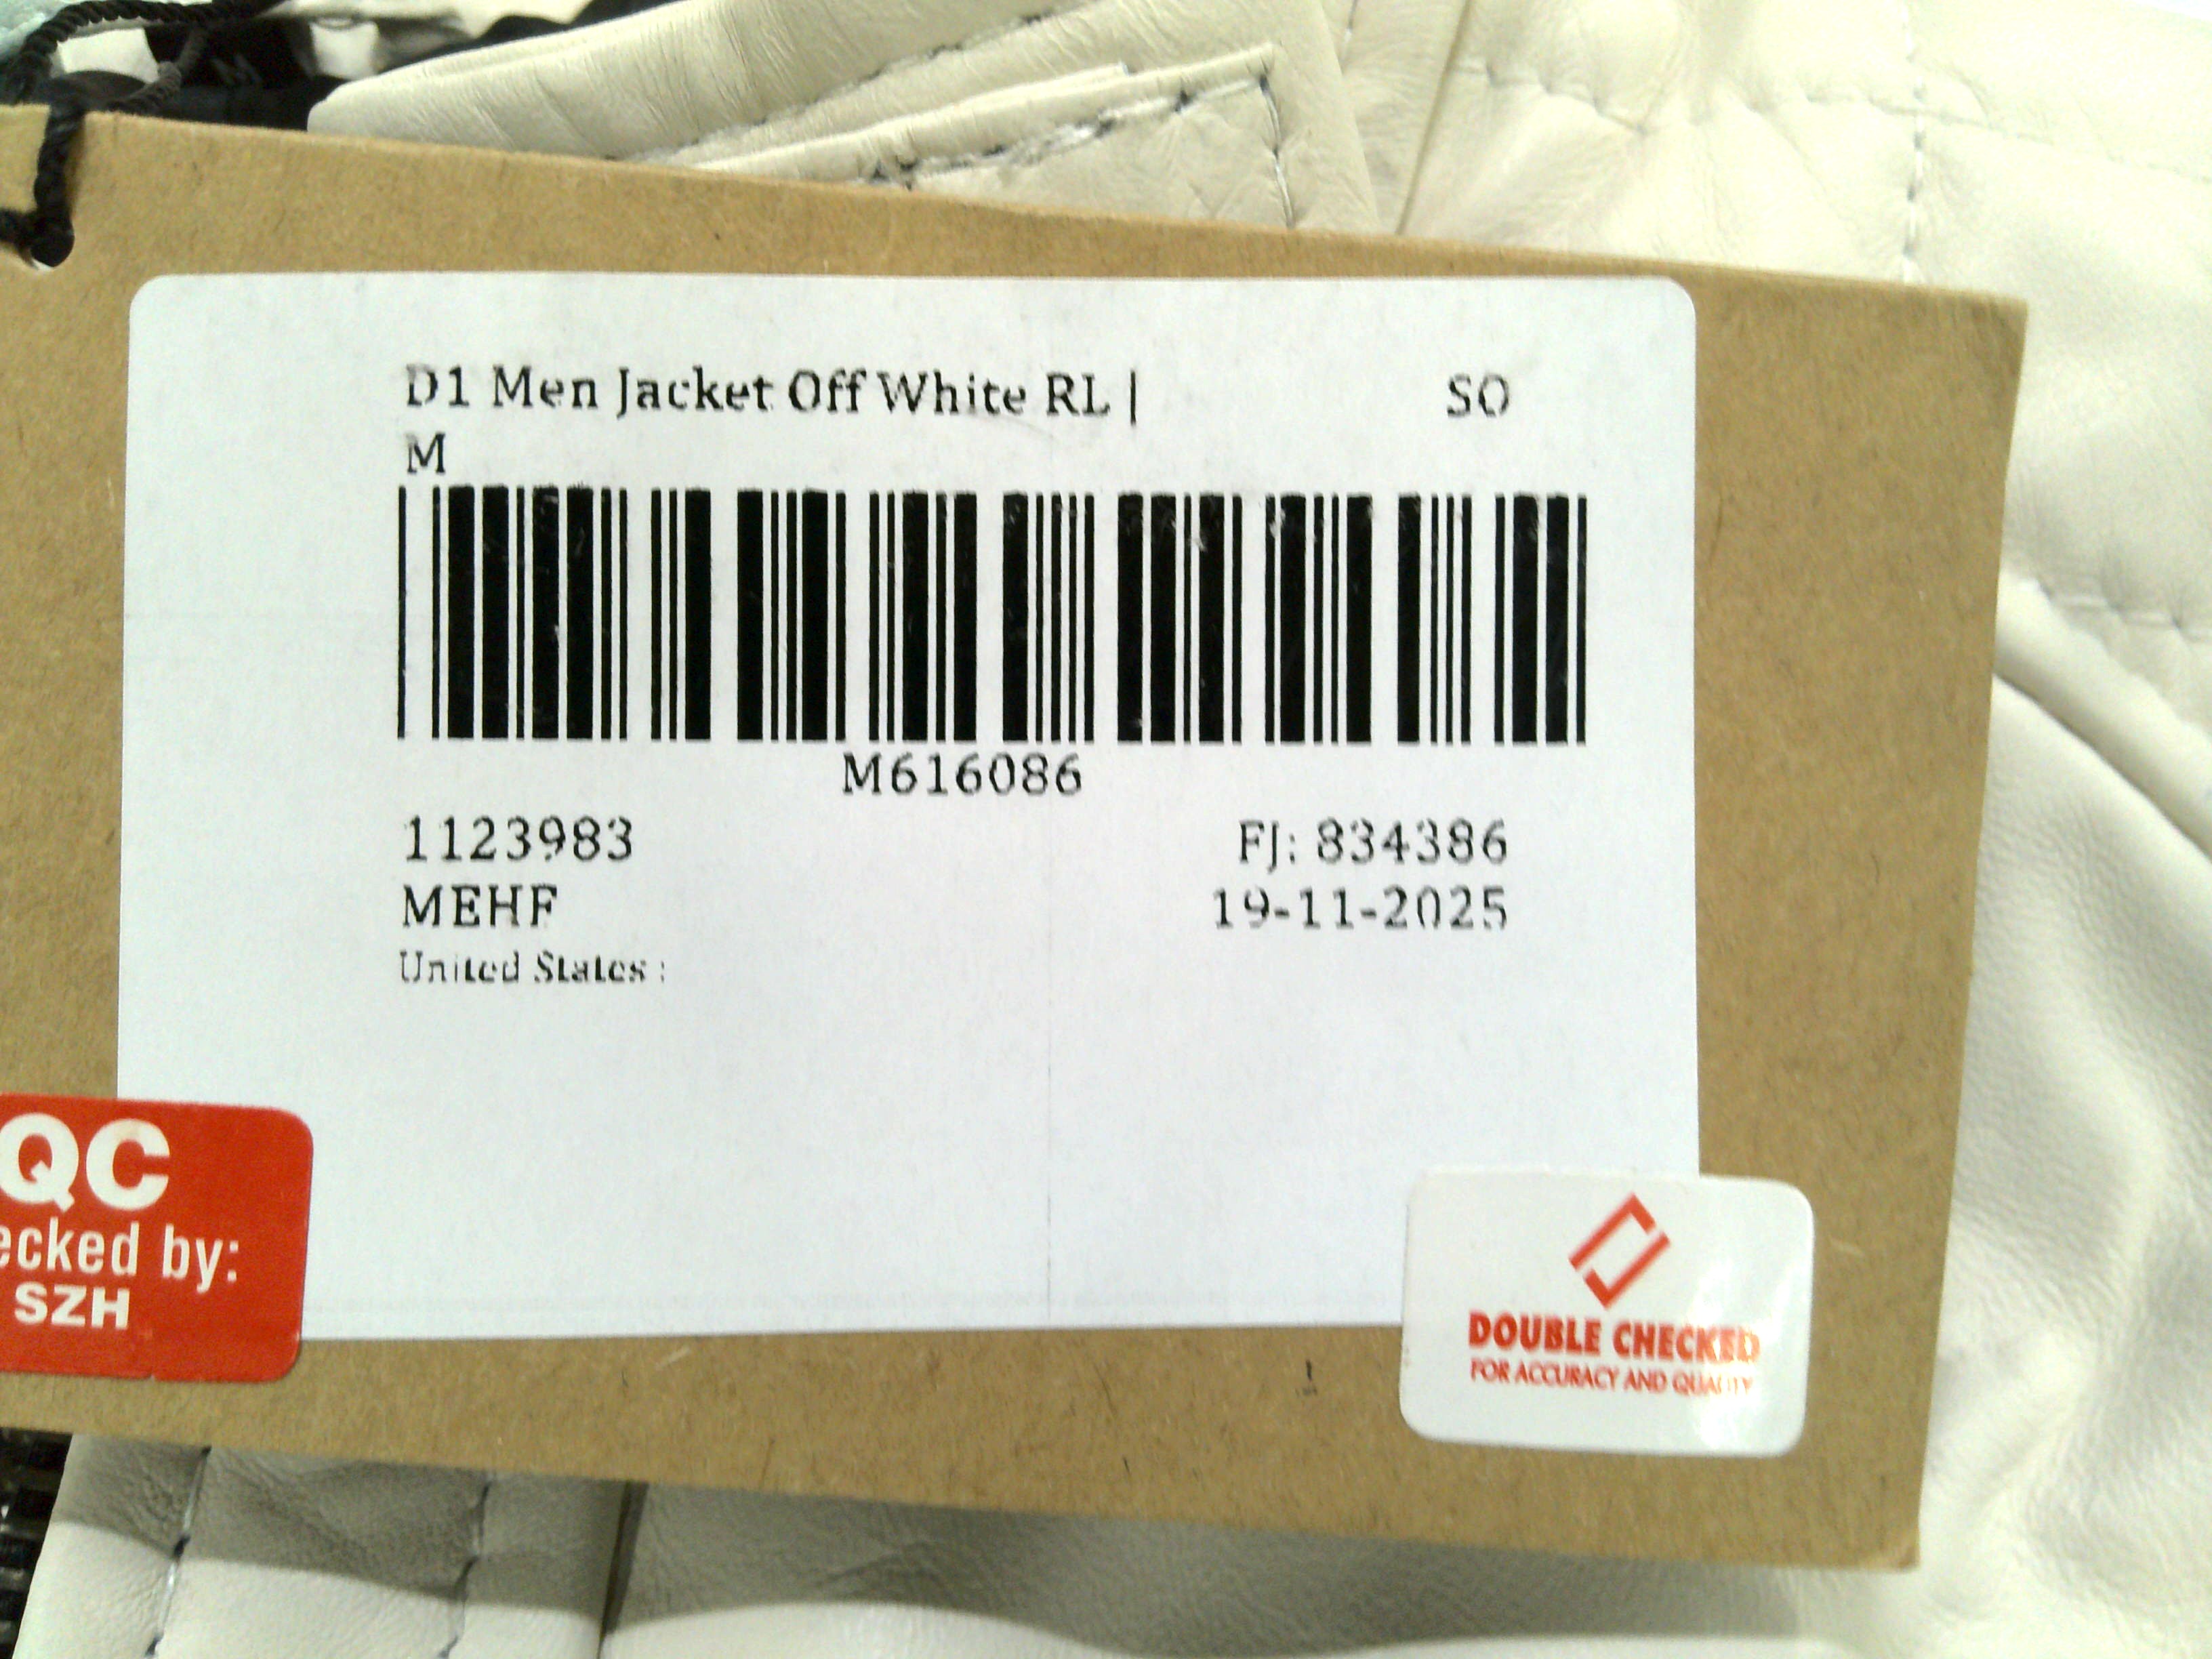 D1 Men Jacket Off White RL | SO
M
M616086
1123983 FJ: 834386
MEHF 19-11-2025
United States :
QC
ecked by:
SZH
DOUBLE CHECKED
FOR ACCURACY AND QUALITY